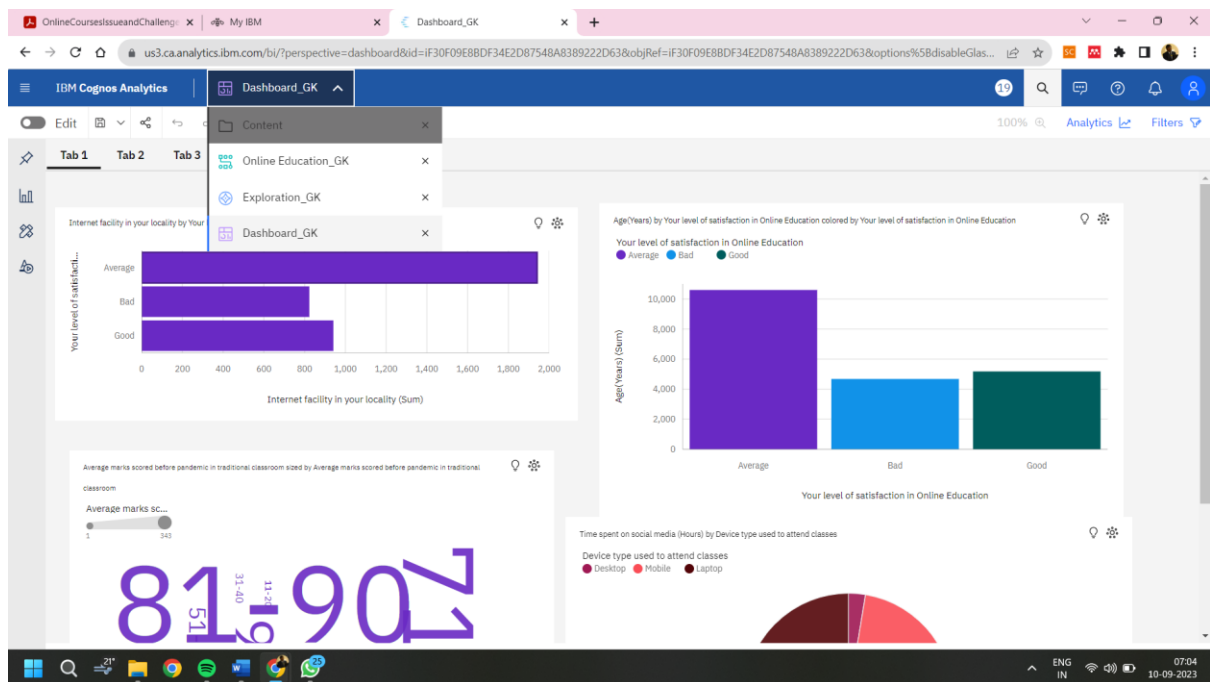 OnlineCoursesIssueandChallenge
My IBM
Dashboard_GK
us3.ca.analytics.ibm.com/bi/?perspective=dashboard&id=iF30F09E8BDF34E2D87548A8389222D63&objRef=iF30F09E8BDF34E2D87548A8389222D63&options%5BdisableGlas...
IBM Cognos Analytics
Dashboard_GK
19
Edit
Content
100%
Analytics
Filters
Tab 1
Tab 2
Tab 3
Online Education_GK
Exploration_GK
Dashboard_GK
Internet facility in your locality by Your
Your level of satisfacti...
Average
Bad
Good
0 200 400 600 800 1,000 1,200 1,400 1,600 1,800 2,000
Internet facility in your locality (Sum)
Age(Years) by Your level of satisfaction in Online Education colored by Your level of satisfaction in Online Education
Your level of satisfaction in Online Education
Average Bad Good
Age(Years) (Sum)
10,000
8,000
6,000
4,000
2,000
0
Average Bad Good
Your level of satisfaction in Online Education
Average marks scored before pandemic in traditional classroom sized by Average marks scored before pandemic in traditional
classroom
Average marks sc...
1 343
81-90
31-40
11-20
51
71
Time spent on social media (Hours) by Device type used to attend classes
Device type used to attend classes
Desktop Mobile Laptop
21°
25
ENG
IN
07:04
10-09-2023